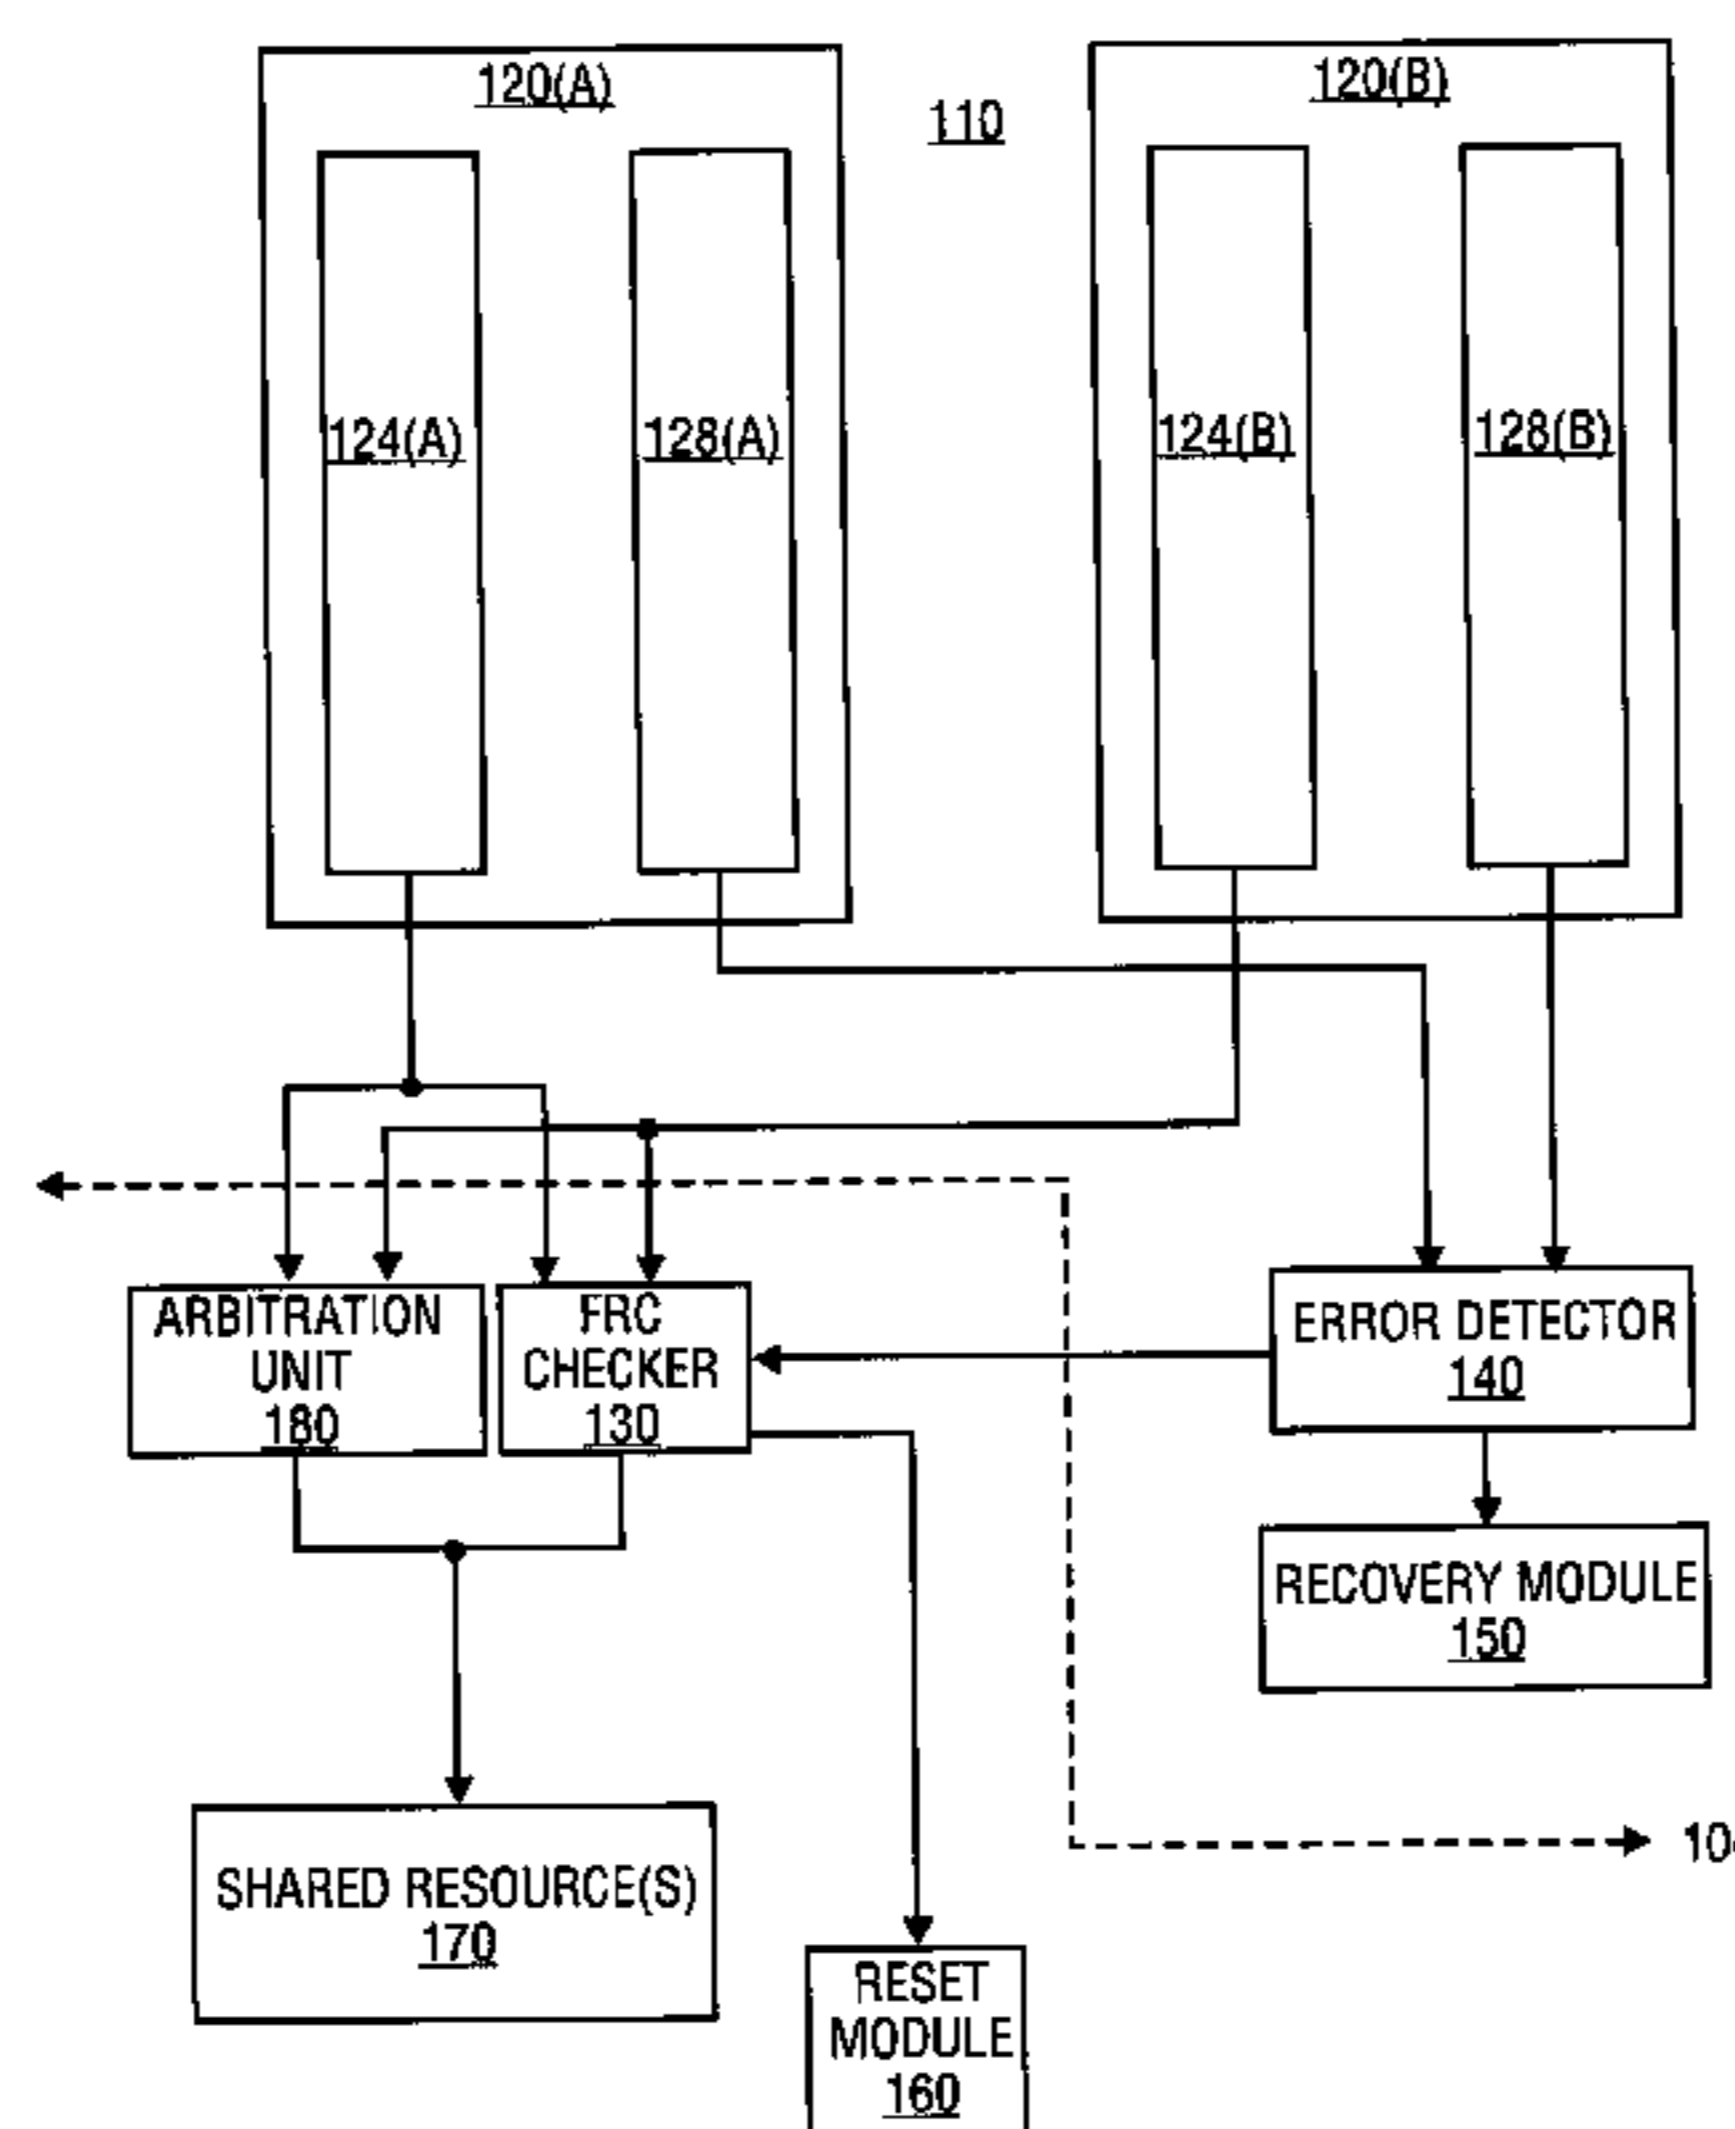 120(A)
110
120(B)
124(A)
128(A)
124(B)
128(B)
ARBITRATION
UNIT
180
FRC
CHECKER
130
ERROR DETECTOR
140
RECOVERY MODULE
150
SHARED RESOURCE(S)
170
RESET
MODULE
160